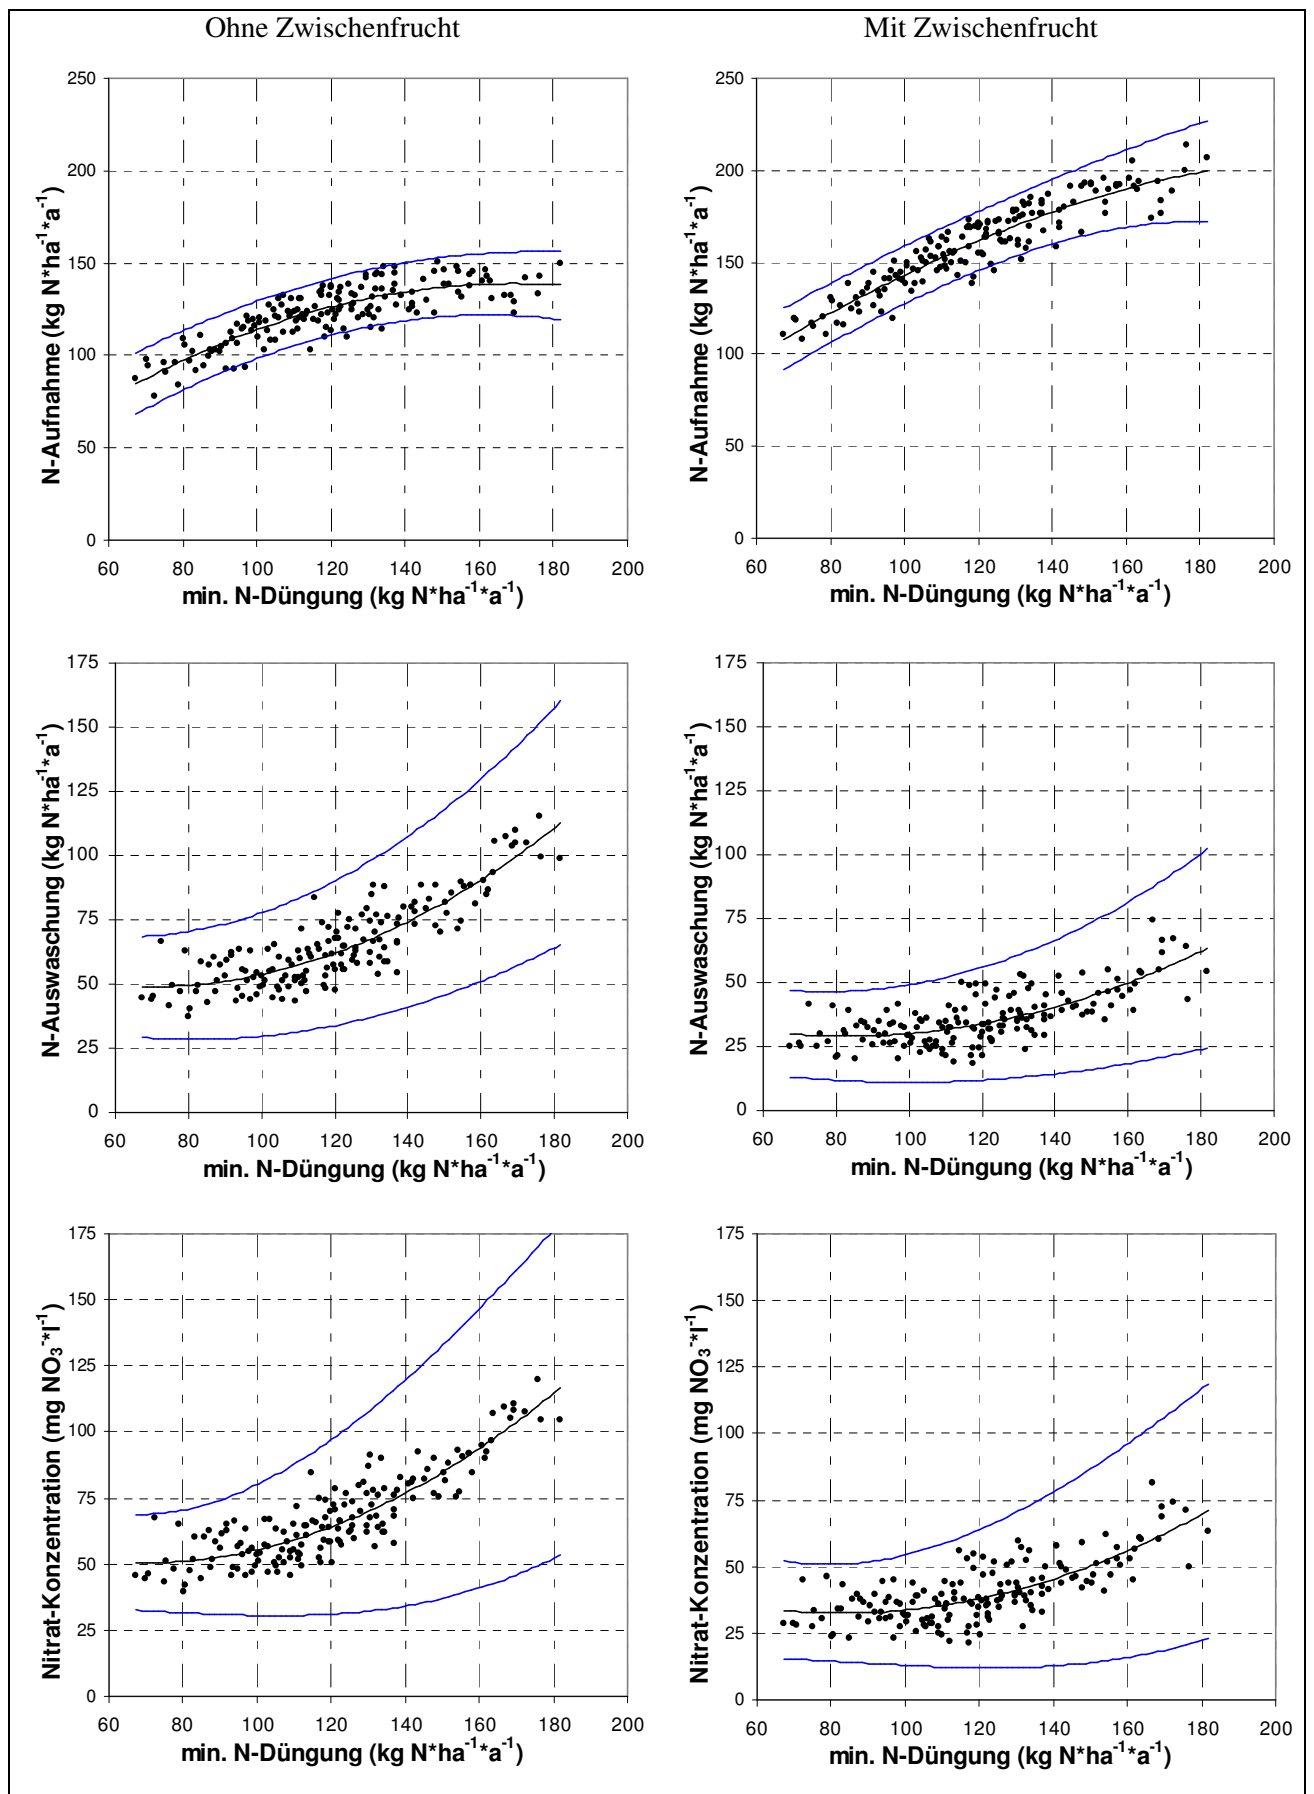 Ohne Zwischenfrucht
Mit Zwischenfrucht
250
200
150
100
50
0
N-Aufnahme (kg N*ha⁻¹*a⁻¹)
60 80 100 120 140 160 180 200
min. N-Düngung (kg N*ha⁻¹*a⁻¹)
250
200
150
100
50
0
N-Aufnahme (kg N*ha⁻¹*a⁻¹)
60 80 100 120 140 160 180 200
min. N-Düngung (kg N*ha⁻¹*a⁻¹)
175
150
125
100
75
50
25
0
N-Auswaschung (kg N*ha⁻¹*a⁻¹)
60 80 100 120 140 160 180 200
min. N-Düngung (kg N*ha⁻¹*a⁻¹)
175
150
125
100
75
50
25
0
N-Auswaschung (kg N*ha⁻¹*a⁻¹)
60 80 100 120 140 160 180 200
min. N-Düngung (kg N*ha⁻¹*a⁻¹)
175
150
125
100
75
50
25
0
Nitrat-Konzentration (mg NO₃⁻*l⁻¹)
60 80 100 120 140 160 180 200
min. N-Düngung (kg N*ha⁻¹*a⁻¹)
175
150
125
100
75
50
25
0
Nitrat-Konzentration (mg NO₃⁻*l⁻¹)
60 80 100 120 140 160 180 200
min. N-Düngung (kg N*ha⁻¹*a⁻¹)